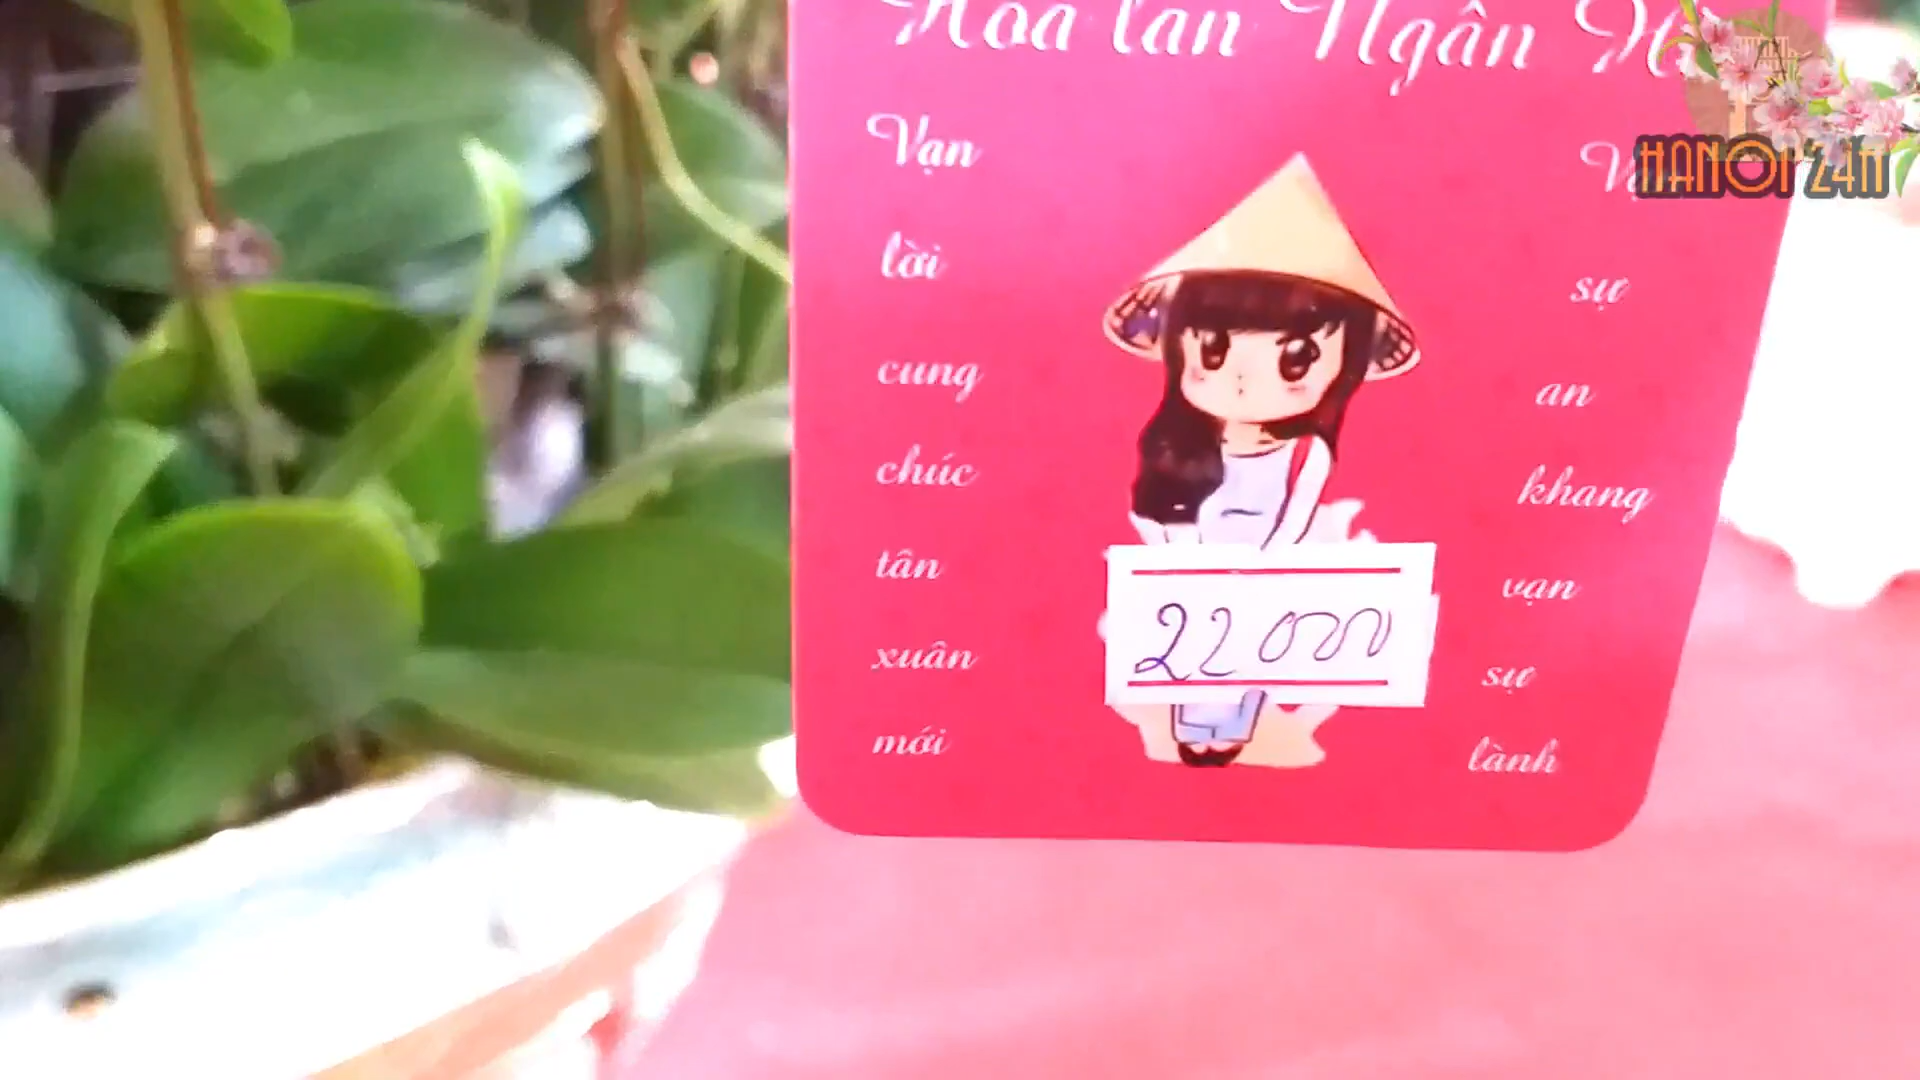 Hoa lan Ngân
HANOI 24H
Vạn
lời
cung
chúc
tân
xuân
mới
sự
an
khang
vạn
sự
lành
22000